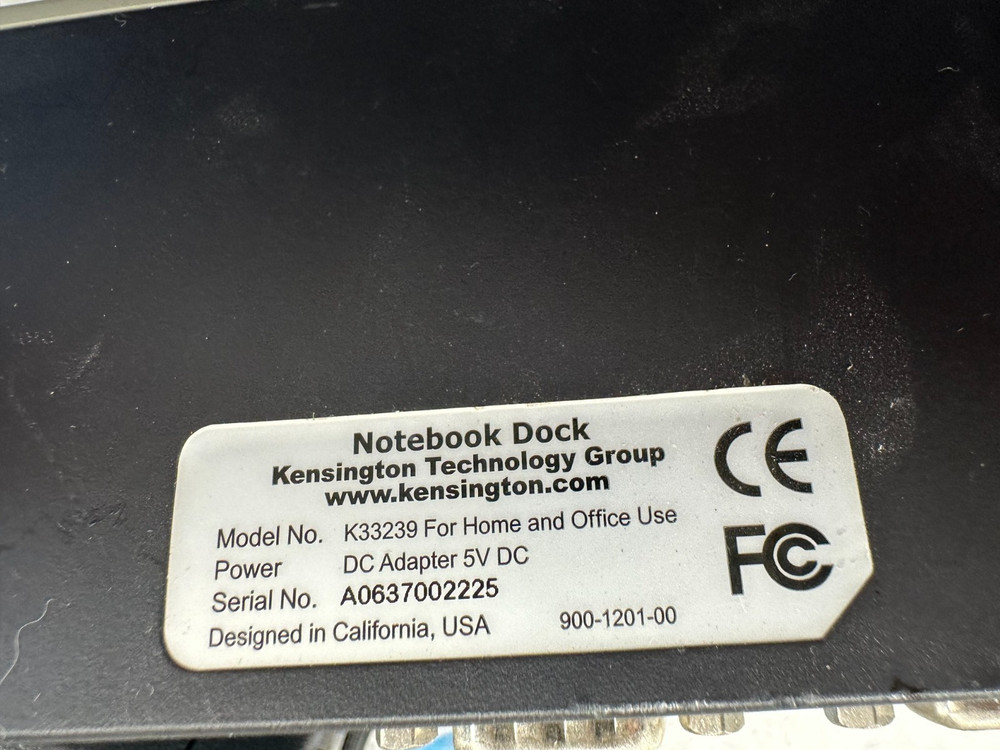 Notebook Dock
Kensington Technology Group
www.kensington.com
Model No. K33239 For Home and Office Use
Power DC Adapter 5V DC
Serial No. A0637002225
Designed in California, USA 900-1201-00
CE
FC